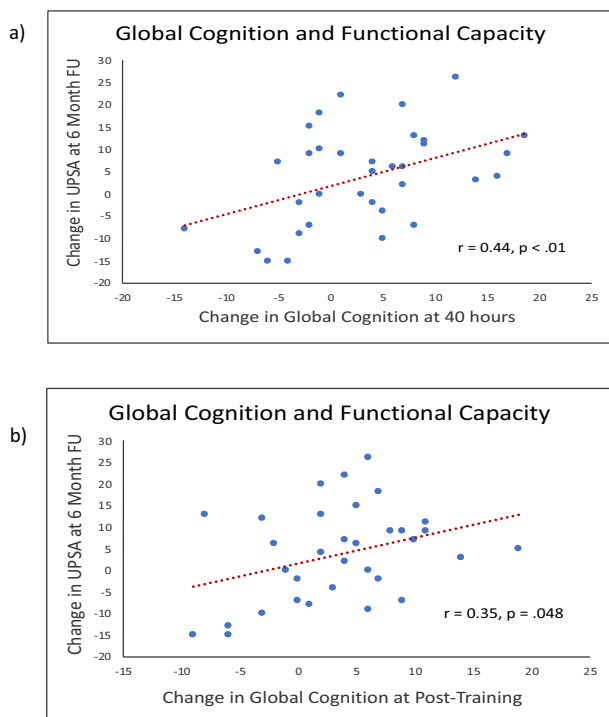 a)
Global Cognition and Functional Capacity
Change in UPSA at 6 Month FU
30
25
20
15
10
5
0
-5
-10
-15
-20
r = 0.44, p < .01
-20 -15 -10 -5 0 5 10 15 20 25
Change in Global Cognition at 40 hours
b)
Global Cognition and Functional Capacity
Change in UPSA at 6 Month FU
30
25
20
15
10
5
0
-5
-10
-15
-20
r = 0.35, p = .048
-15 -10 -5 0 5 10 15 20 25
Change in Global Cognition at Post-Training